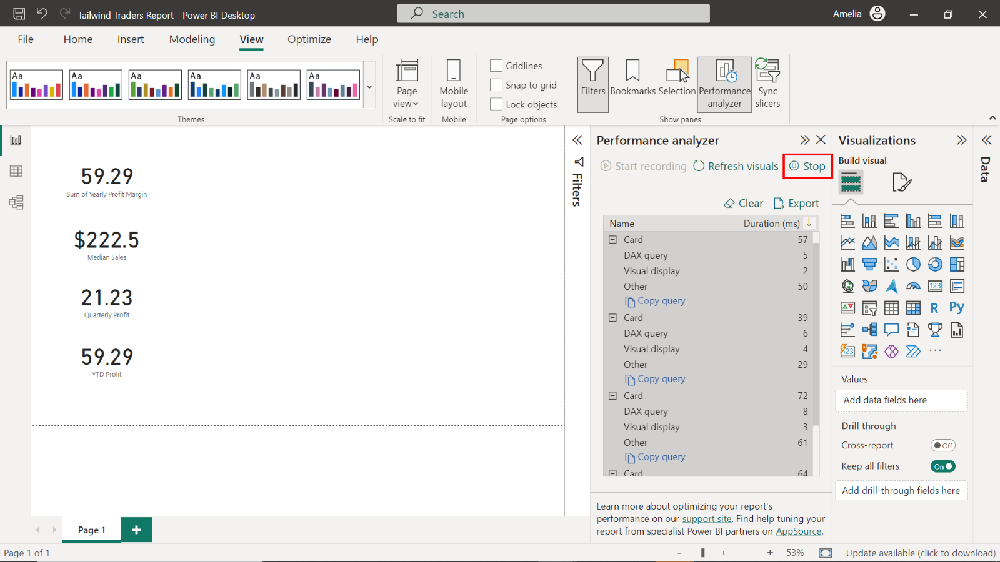 Tailwind Traders Report - Power BI Desktop
Search
Amelia
File Home Insert Modeling View Optimize Help
Aa Aa Aa Aa Aa Aa
Themes
Page view
Scale to fit
Mobile layout
Mobile
Gridlines
Snap to grid
Lock objects
Page options
Filters
Bookmarks
Selection
Performance analyzer
Sync slicers
Show panes
59.29
Sum of Yearly Profit Margin
$222.5
Median Sales
21.23
Quarterly Profit
59.29
YTD Profit
Filters
Performance analyzer
Start recording Refresh visuals Stop
Clear Export
Name Duration (ms)
Card 57
DAX query 5
Visual display 2
Other 50
Copy query
Card 39
DAX query 6
Visual display 4
Other 29
Copy query
Card 72
DAX query 8
Visual display 3
Other 61
Copy query
Card 64
Learn more about optimizing your report's
performance on our support site. Find help tuning your
report from specialist Power BI partners on AppSource.
Visualizations
Build visual
123
R Py
123
Values
Add data fields here
Drill through
Cross-report Off
Keep all filters On
Add drill-through fields here
Data
Page 1
Page 1 of 1
- + 53%
Update available (click to download)